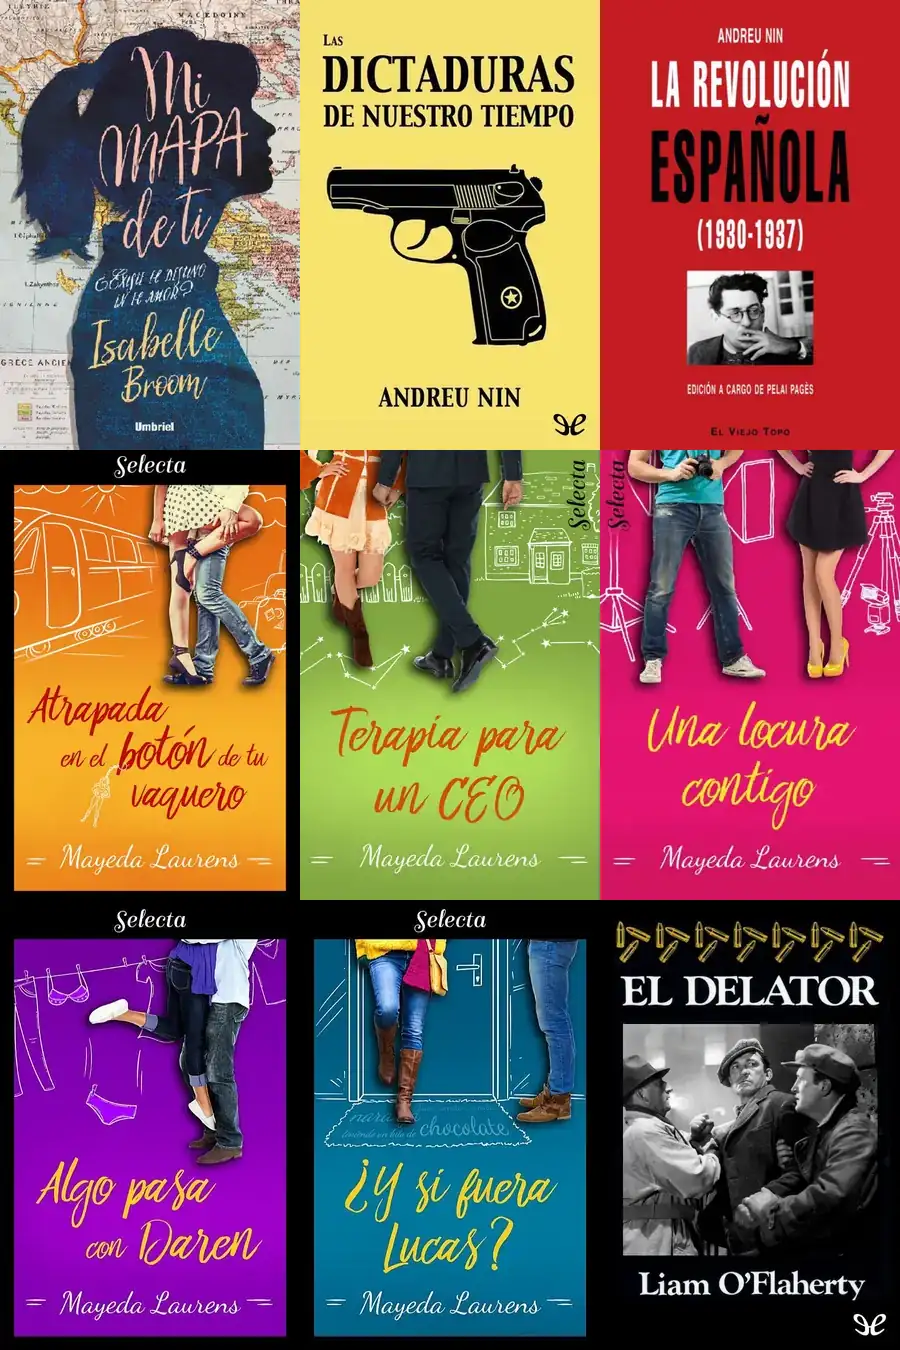 Mi
MAPA
de ti
¿EXISTE EL DESTINO
EN EL AMOR?
Isabelle
Broom
Umbriel
MACEDOINE
GRÈCE ANCIEN
LAS
DICTADURAS
DE NUESTRO TIEMPO
ANDREU NIN
ANDREU NIN
LA REVOLUCIÓN
ESPAÑOLA
(1930-1937)
EDICIÓN A CARGO DE PELAI PAGÈS
EL VIEJO TOPO
Selecta
Atrapada
en el botón de tu
vaquero
Mayeda Laurens
Selecta
Terapia para
un CEO
Mayeda Laurens
Selecta
Una locura
contigo
Mayeda Laurens
Selecta
Algo pasa
con Daren
Mayeda Laurens
Selecta
chocolate
¿Y si fuera
Lucas?
Mayeda Laurens
EL DELATOR
Liam O'Flaherty